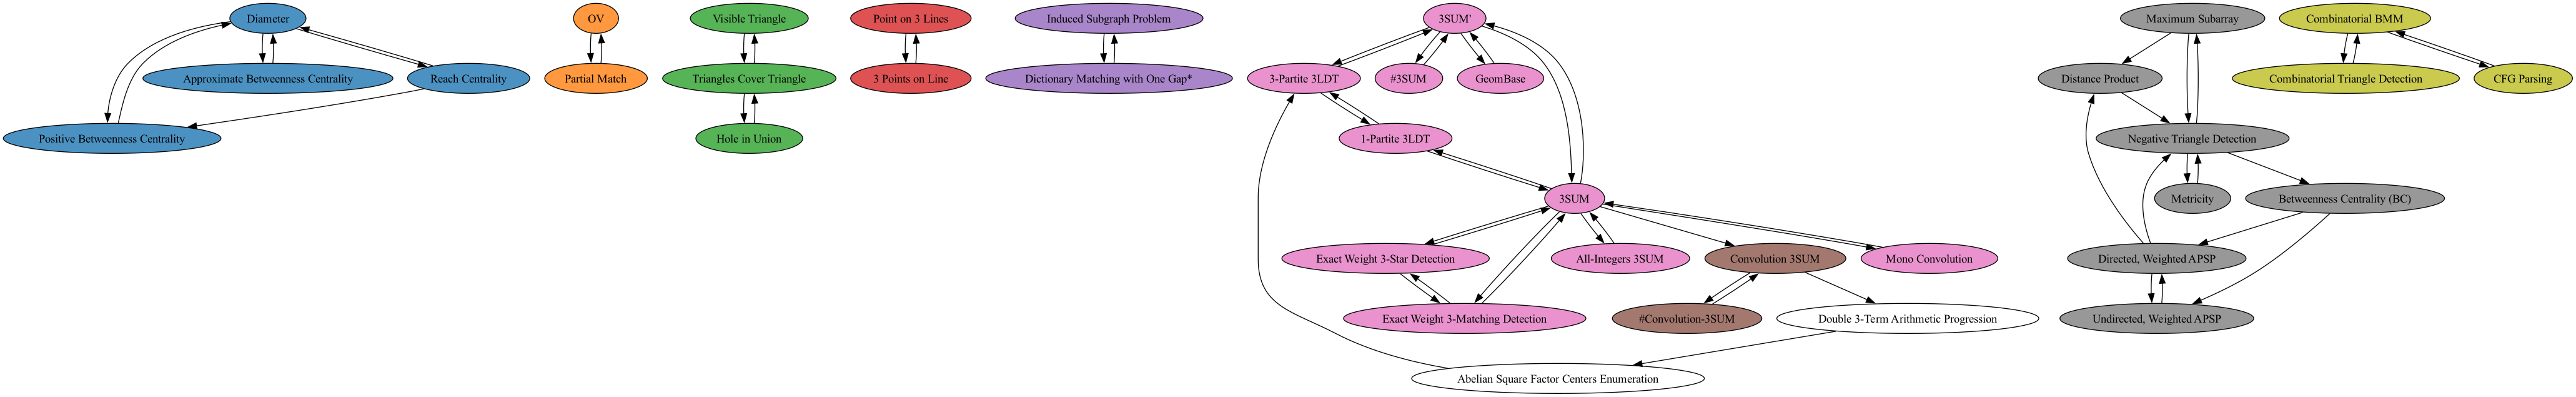 Diameter
OV
Visible Triangle
Point on 3 Lines
Induced Subgraph Problem
3SUM'
Maximum Subarray
Combinatorial BMM
Approximate Betweenness Centrality
Reach Centrality
Partial Match
Triangles Cover Triangle
3 Points on Line
Dictionary Matching with One Gap*
3-Partite 3LDT
#3SUM
GeomBase
Distance Product
Combinatorial Triangle Detection
CFG Parsing
Positive Betweenness Centrality
Hole in Union
1-Partite 3LDT
Negative Triangle Detection
3SUM
Metricity
Betweenness Centrality (BC)
Exact Weight 3-Star Detection
All-Integers 3SUM
Convolution 3SUM
Mono Convolution
Directed, Weighted APSP
Exact Weight 3-Matching Detection
#Convolution-3SUM
Double 3-Term Arithmetic Progression
Undirected, Weighted APSP
Abelian Square Factor Centers Enumeration